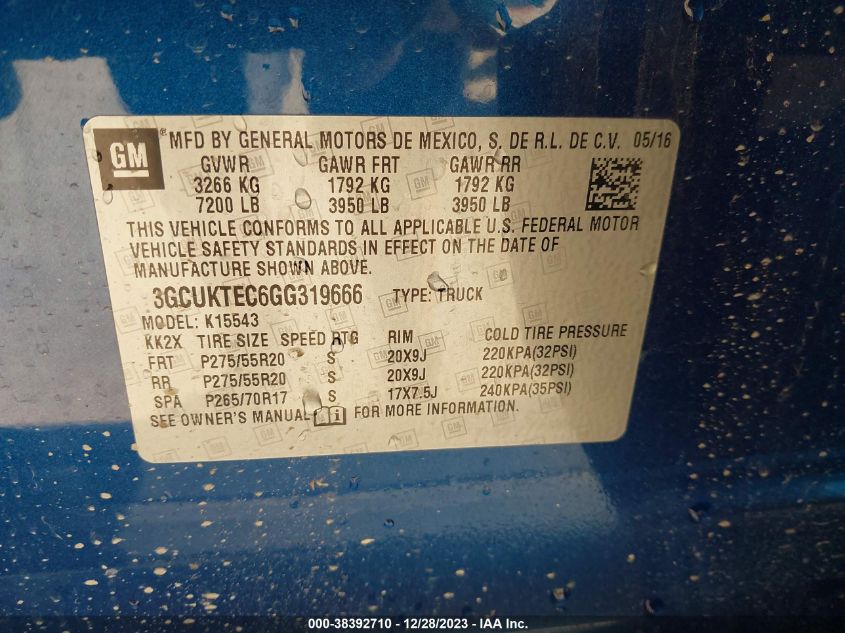 GM ® MFD BY GENERAL MOTORS DE MEXICO, S. DE R.L. DE C.V. 05/16
GVWR GAWR FRT GAWR RR
3266 KG 1792 KG 1792 KG
7200 LB 3950 LB 3950 LB
THIS VEHICLE CONFORMS TO ALL APPLICABLE U.S. FEDERAL MOTOR
VEHICLE SAFETY STANDARDS IN EFFECT ON THE DATE OF
MANUFACTURE SHOWN ABOVE.
3GCUKTEC6GG319666 TYPE: TRUCK
MODEL: K15543
KK2X TIRE SIZE SPEED RTG RIM COLD TIRE PRESSURE
FRT P275/55R20 S 20X9J 220KPA(32PSI)
RR P275/55R20 S 20X9J 220KPA(32PSI)
SPA P265/70R17 S 17X7.5J 240KPA(35PSI)
SEE OWNER'S MANUAL FOR MORE INFORMATION.
000-38392710 - 12/28/2023 - IAA Inc.